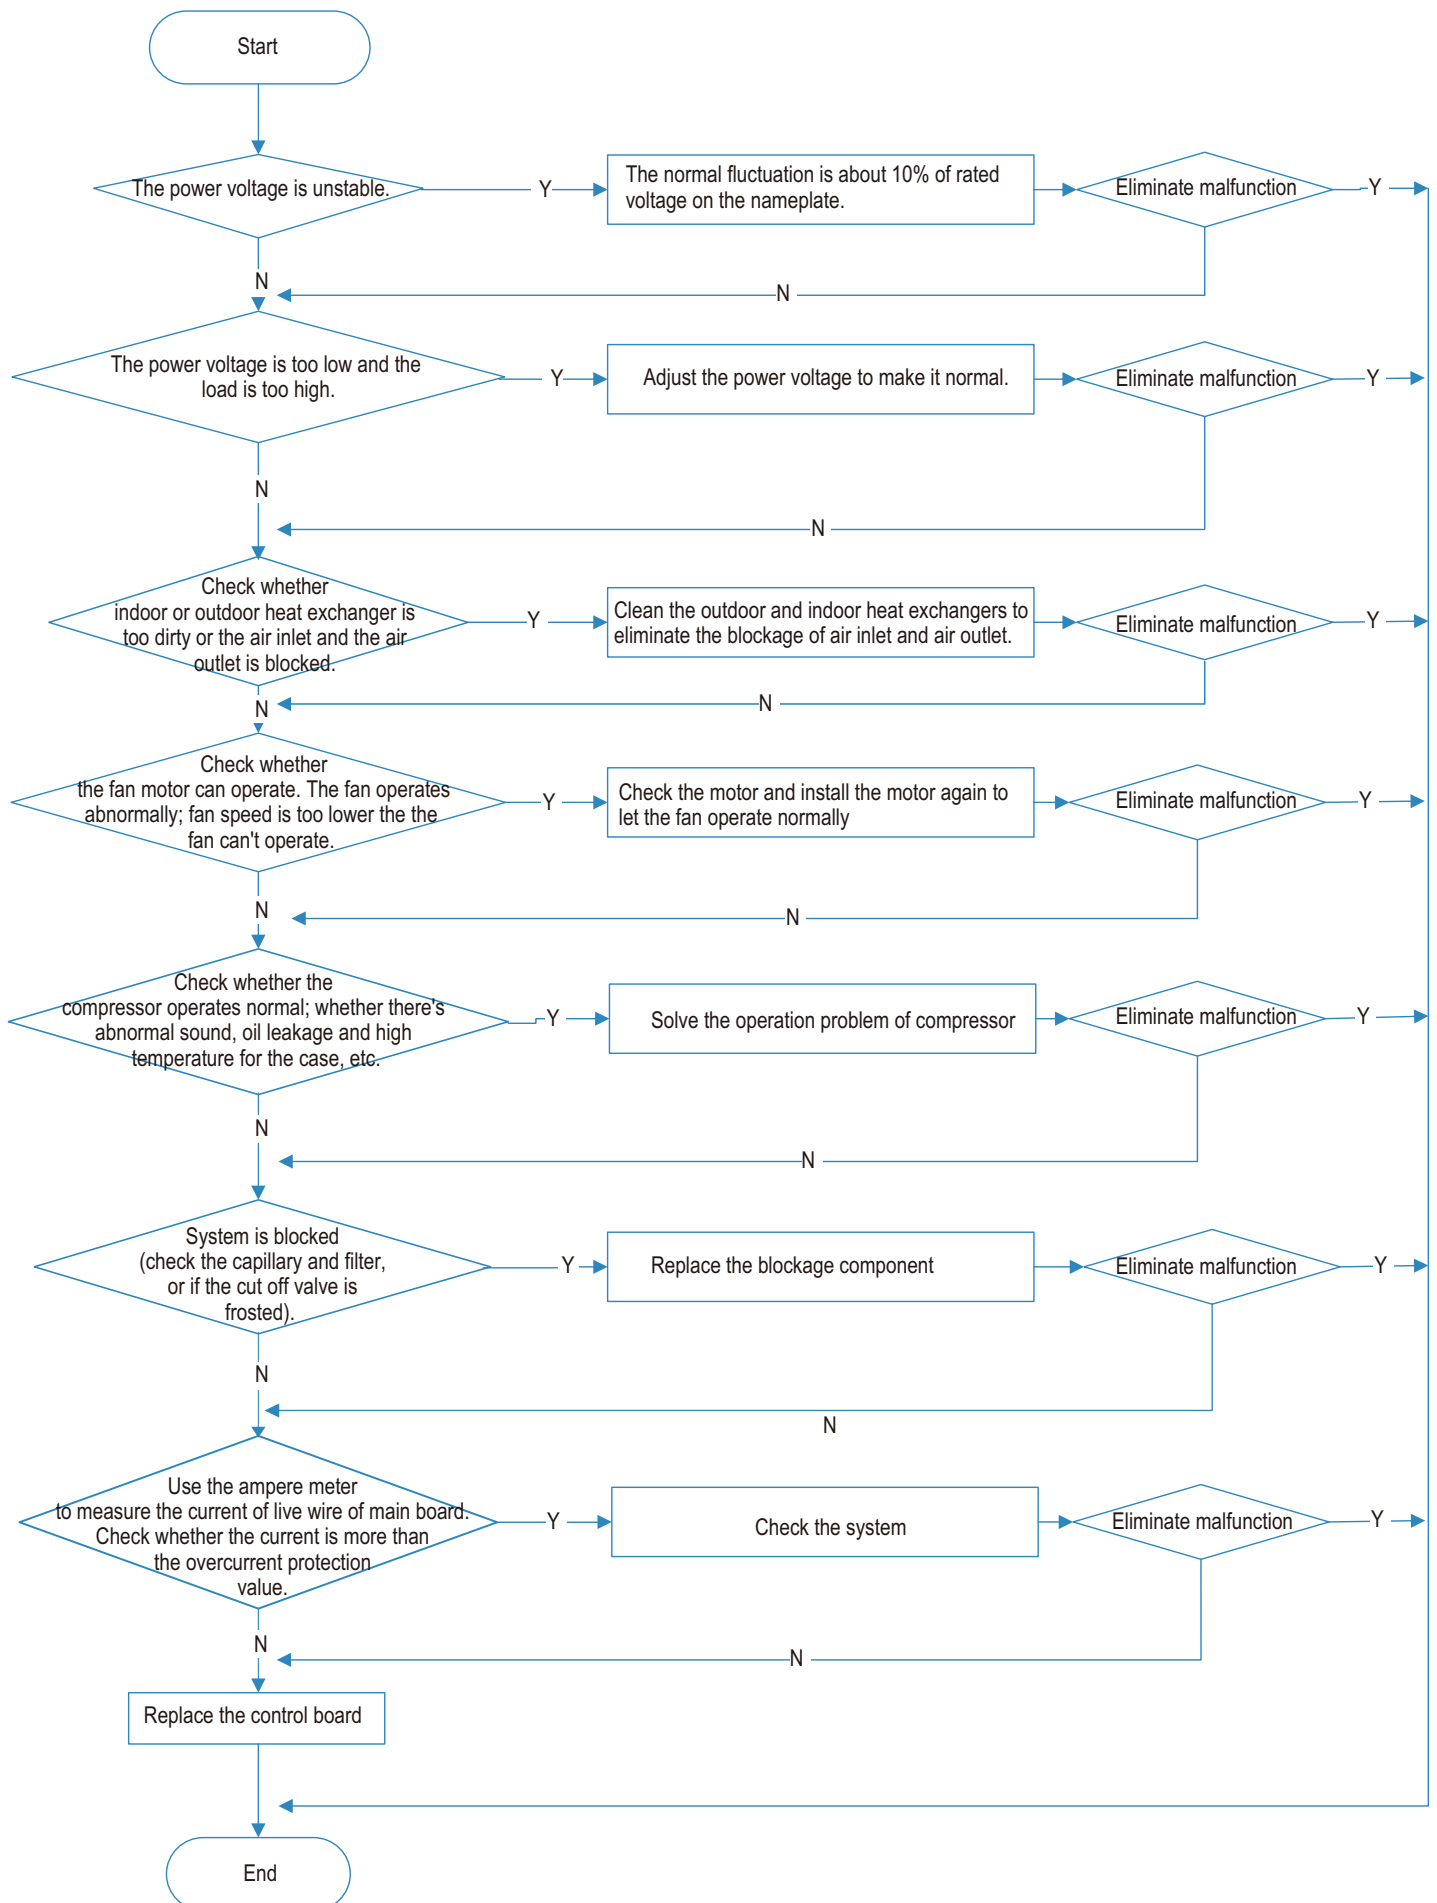 Start
The power voltage is unstable.
Y
The normal fluctuation is about 10% of rated
voltage on the nameplate.
Eliminate malfunction
Y
N
N
The power voltage is too low and the
load is too high.
Y
Adjust the power voltage to make it normal.
Eliminate malfunction
Y
N
N
Check whether
indoor or outdoor heat exchanger is
too dirty or the air inlet and the air
outlet is blocked.
Y
Clean the outdoor and indoor heat exchangers to
eliminate the blockage of air inlet and air outlet.
Eliminate malfunction
Y
N
N
Check whether
the fan motor can operate. The fan operates
abnormally; fan speed is too lower the the
fan can't operate.
Y
Check the motor and install the motor again to
let the fan operate normally
Eliminate malfunction
Y
N
N
Check whether the
compressor operates normal; whether there's
abnormal sound, oil leakage and high
temperature for the case, etc.
Y
Solve the operation problem of compressor
Eliminate malfunction
Y
N
N
System is blocked
(check the capillary and filter,
or if the cut off valve is
frosted).
Y
Replace the blockage component
Eliminate malfunction
Y
N
N
Use the ampere meter
to measure the current of live wire of main board.
Check whether the current is more than
the overcurrent protection
value.
Y
Check the system
Eliminate malfunction
Y
N
N
Replace the control board
End